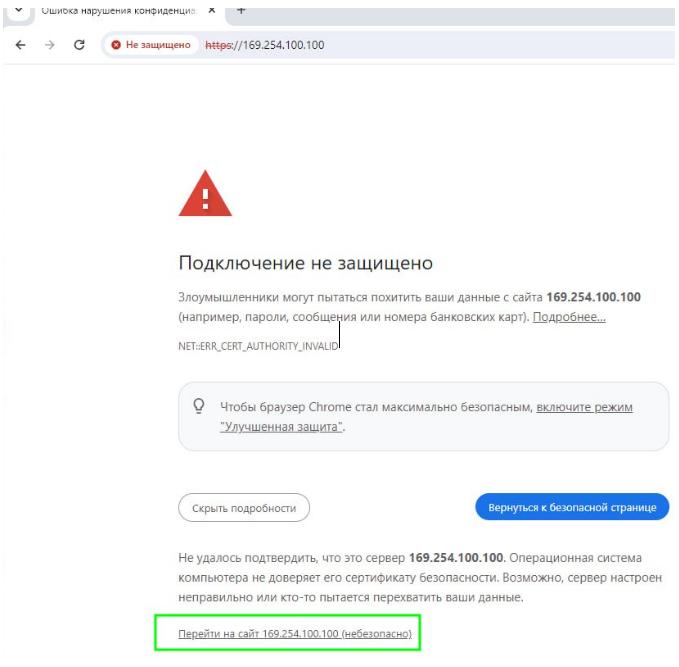 Ошибка нарушения конфиденциа
Не защищено https://169.254.100.100
Подключение не защищено
Злоумышленники могут пытаться похитить ваши данные с сайта 169.254.100.100
(например, пароли, сообщения или номера банковских карт). Подробнее...
NET::ERR_CERT_AUTHORITY_INVALID
Чтобы браузер Chrome стал максимально безопасным, включите режим
"Улучшенная защита".
Скрыть подробности
Вернуться к безопасной странице
Не удалось подтвердить, что это сервер 169.254.100.100. Операционная система
компьютера не доверяет его сертификату безопасности. Возможно, сервер настроен
неправильно или кто-то пытается перехватить ваши данные.
Перейти на сайт 169.254.100.100 (небезопасно)